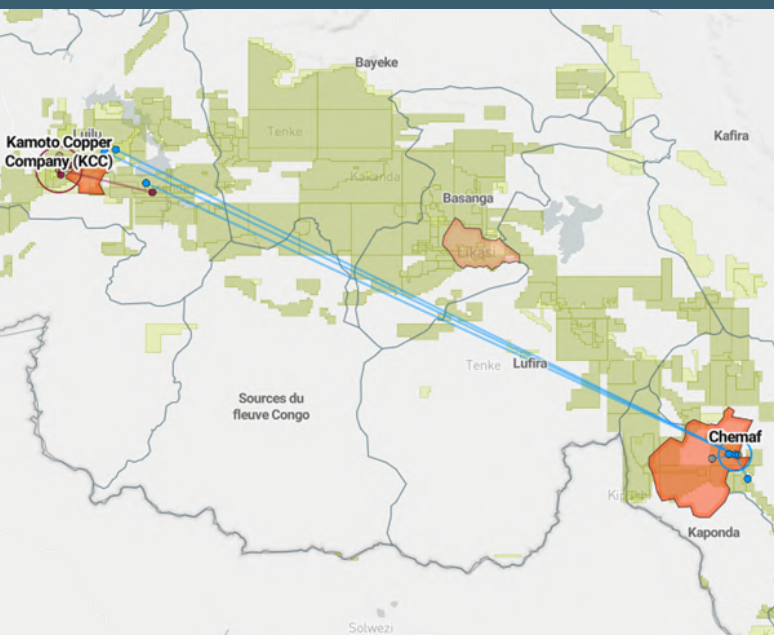 Bayeke
Tenke
Kafira
Luilu
Kamoto Copper
Company (KCC)
Kakanda
Basanga
Likasi
Tenke
Lufira
Sources du
fleuve Congo
Chemaf
Kaponda
Solwezi